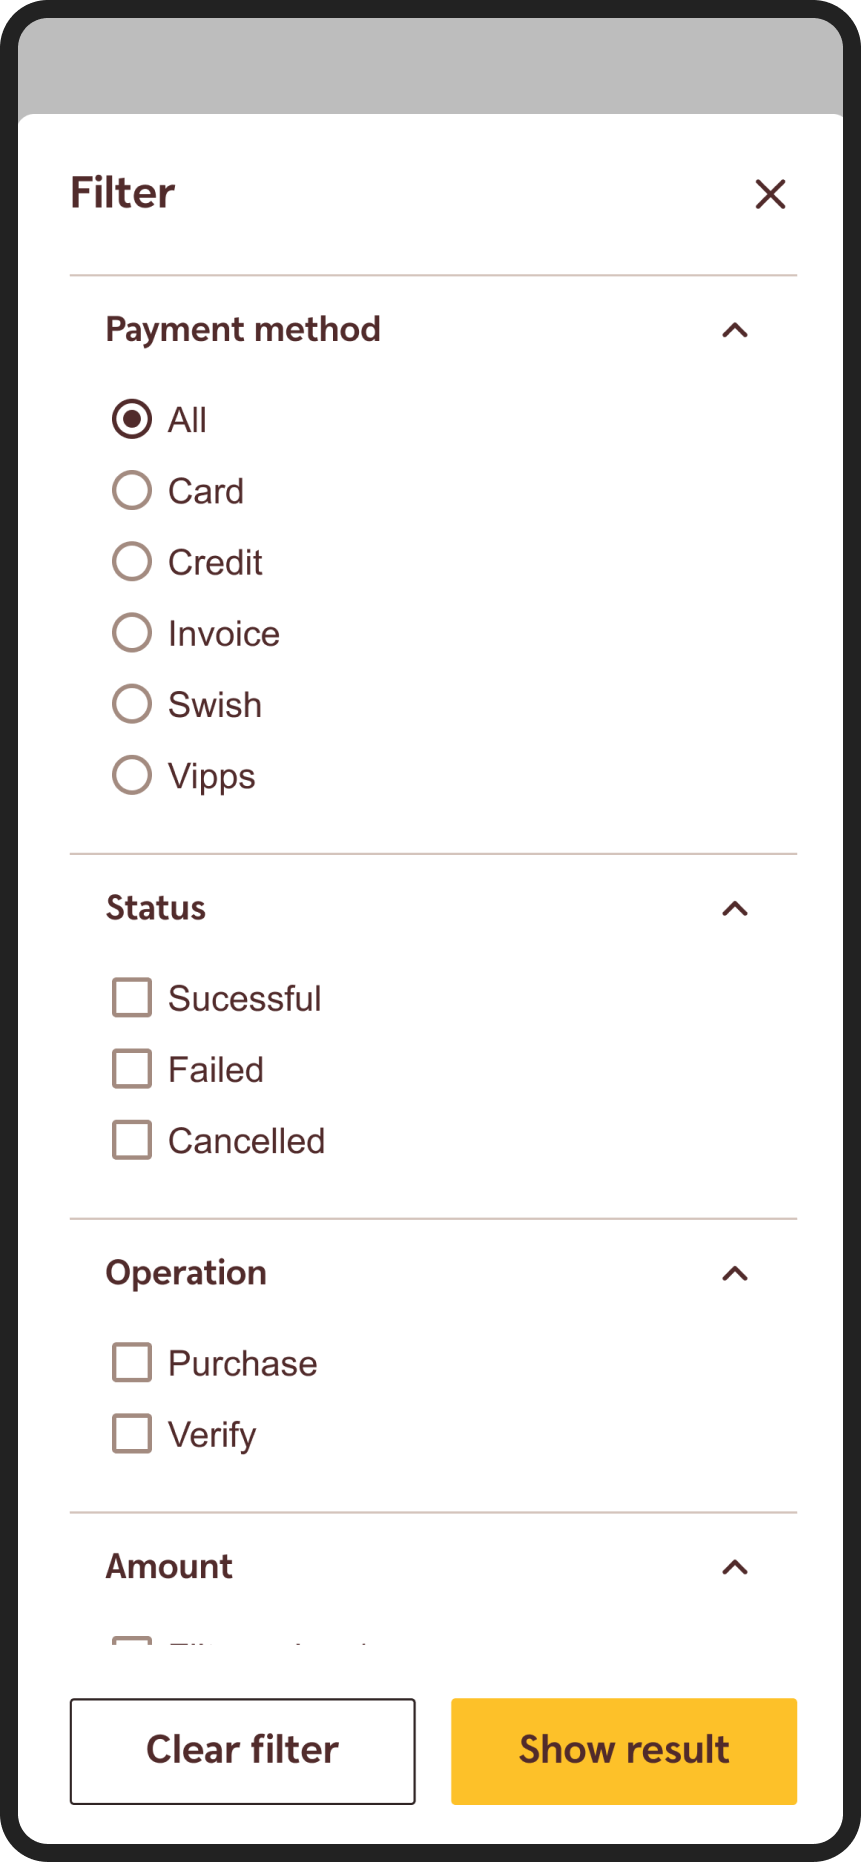 Filter
Payment method
All
Card
Credit
Invoice
Swish
Vipps
Status
Sucessful
Failed
Cancelled
Operation
Purchase
Verify
Amount
Clear filter
Show result